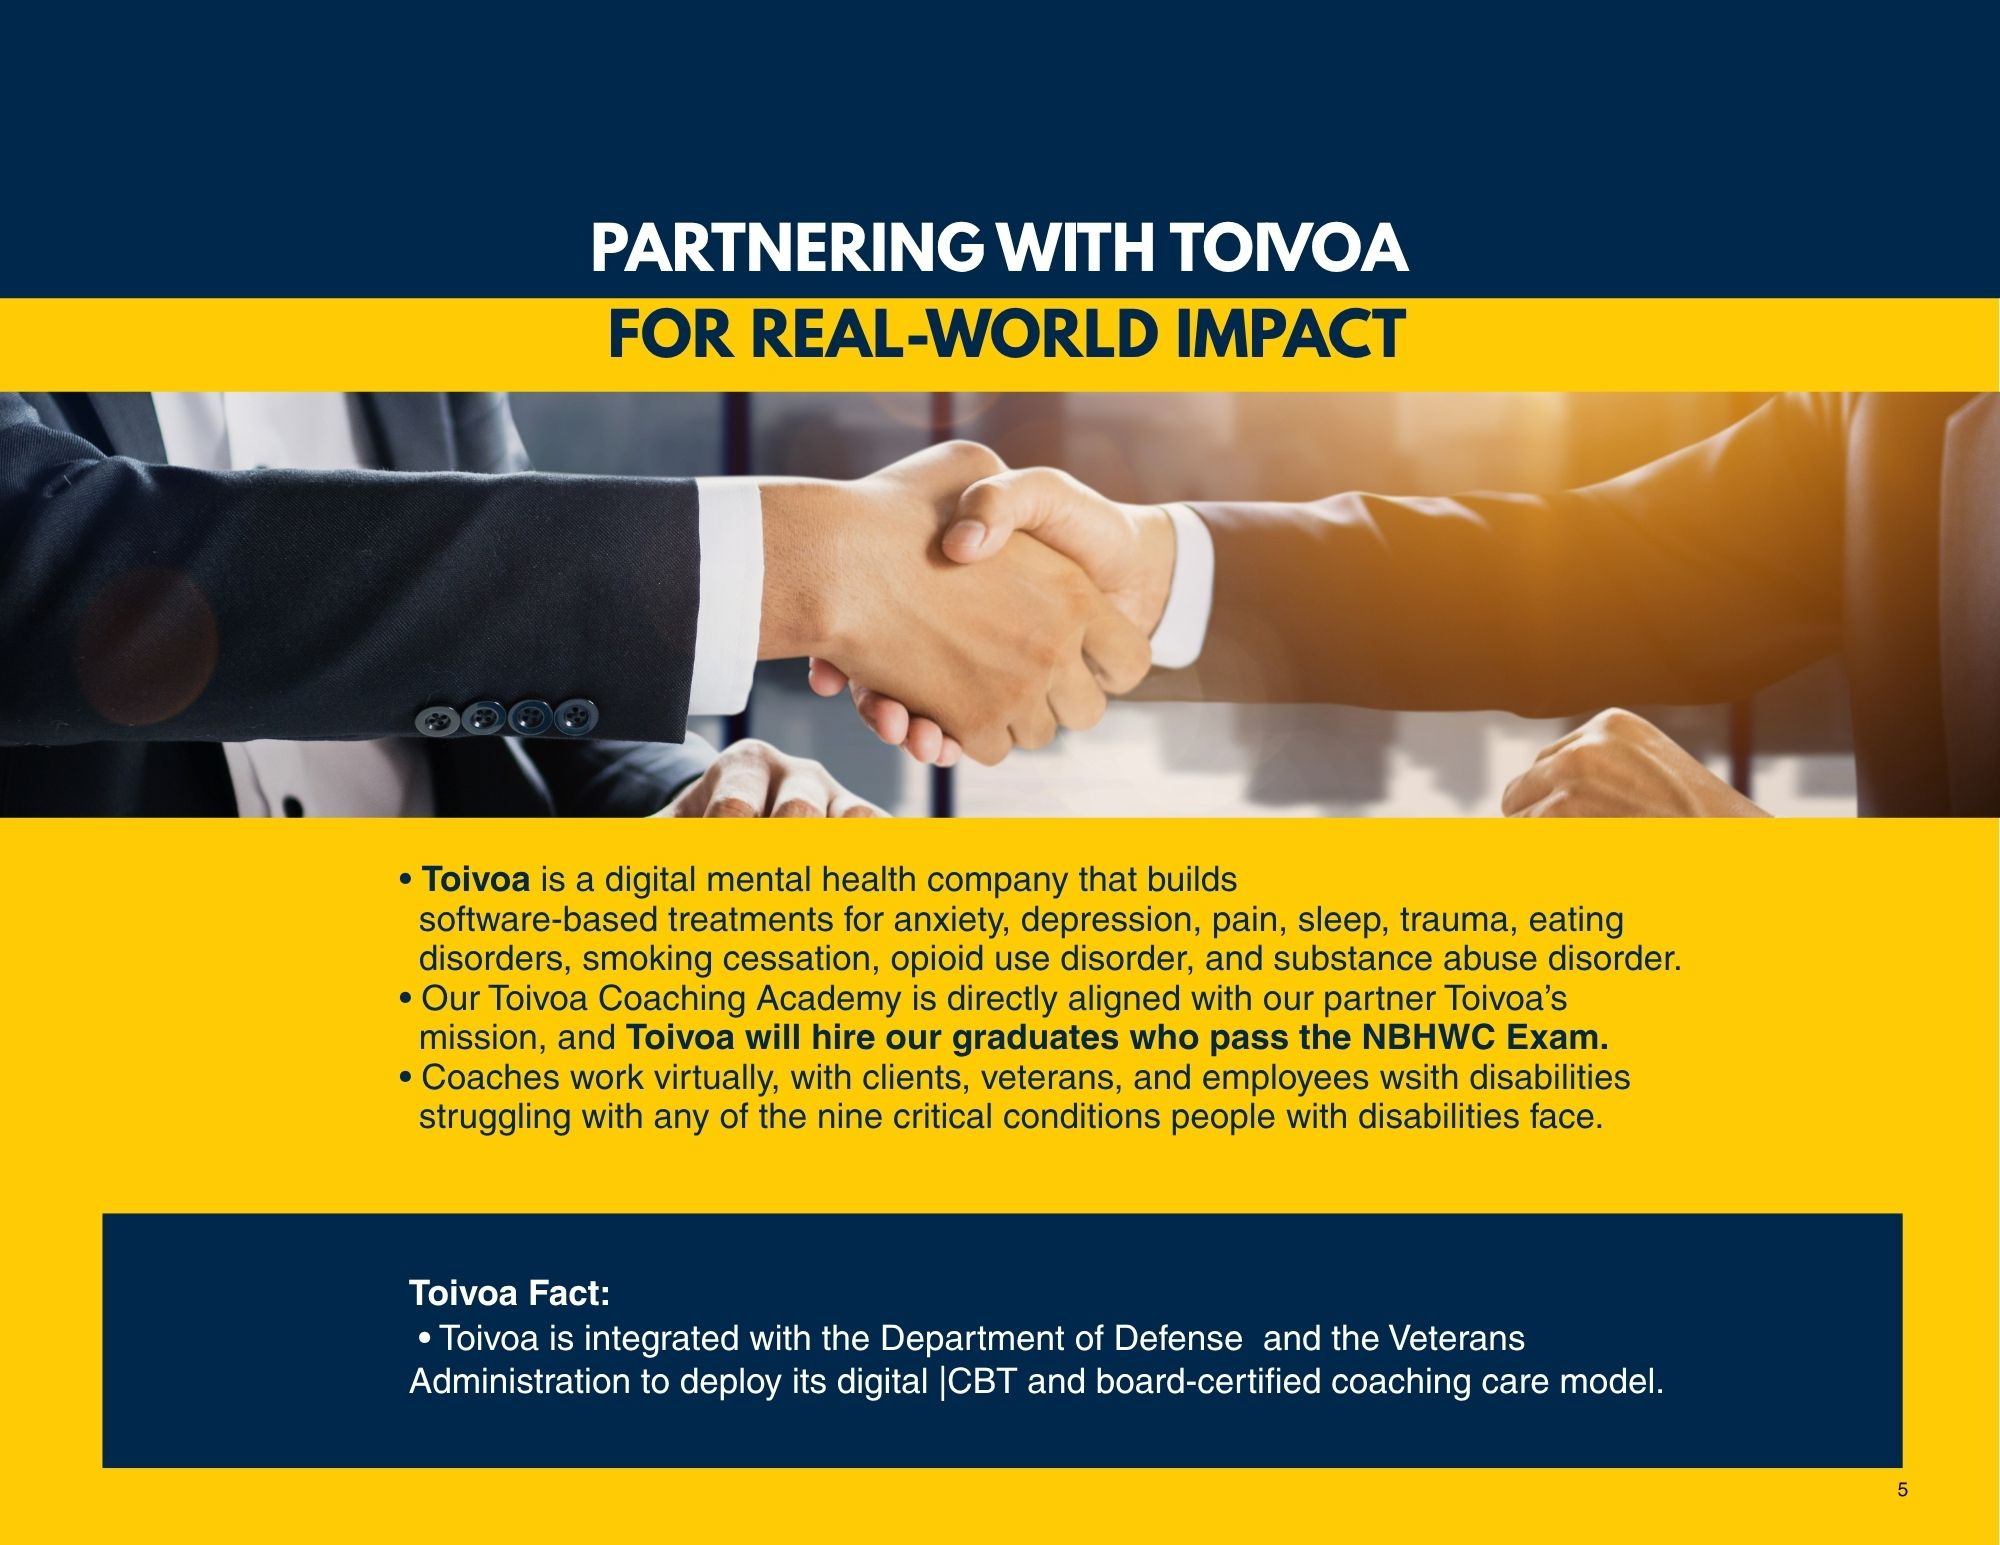 PARTNERING WITH TOIVOA
FOR REAL-WORLD IMPACT
• Toivoa is a digital mental health company that builds
software-based treatments for anxiety, depression, pain, sleep, trauma, eating
disorders, smoking cessation, opioid use disorder, and substance abuse disorder.
• Our Toivoa Coaching Academy is directly aligned with our partner Toivoa’s
mission, and Toivoa will hire our graduates who pass the NBHWC Exam.
• Coaches work virtually, with clients, veterans, and employees wsith disabilities
struggling with any of the nine critical conditions people with disabilities face.
Toivoa Fact:
• Toivoa is integrated with the Department of Defense  and the Veterans
Administration to deploy its digital |CBT and board-certified coaching care model.
5